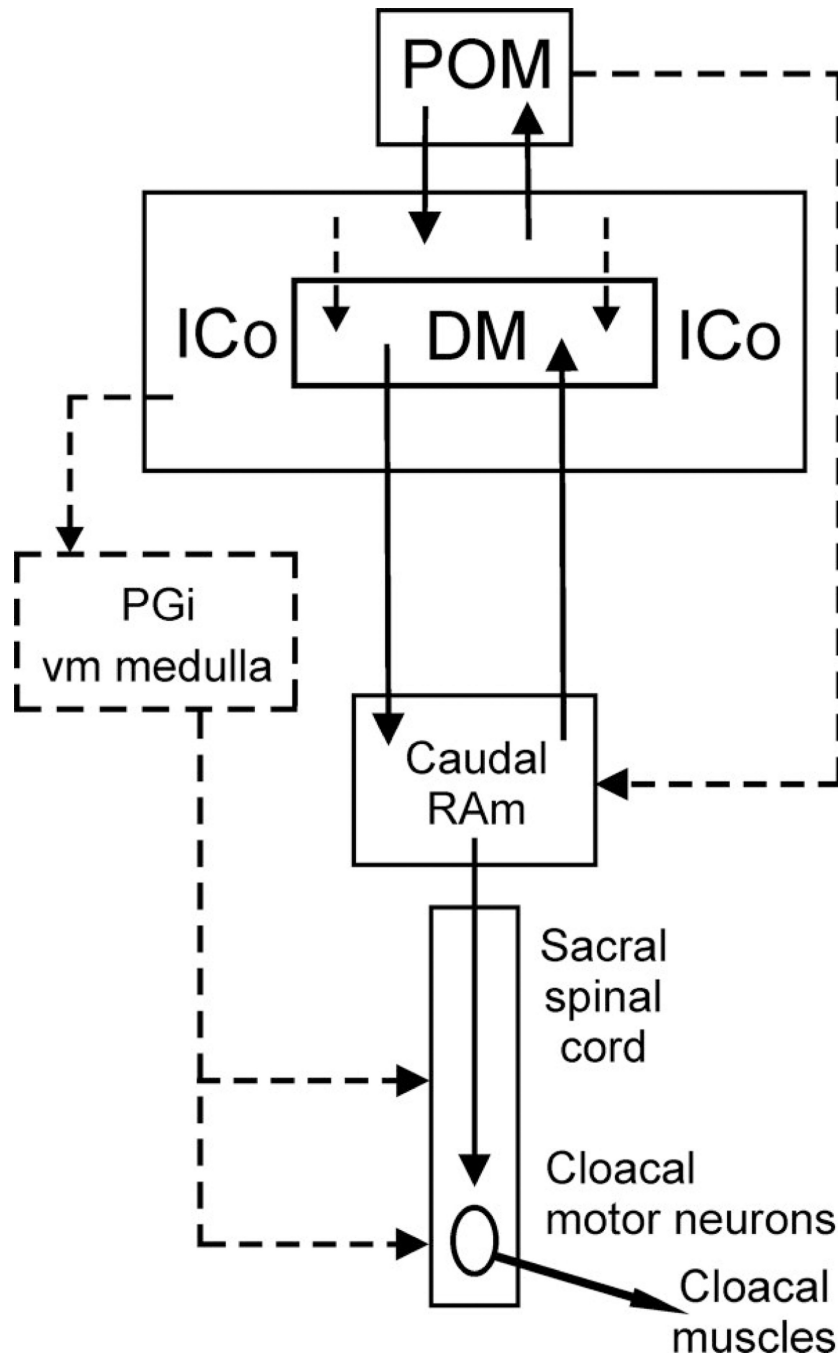 POM
ICo
DM
ICo
PGi
vm medulla
Caudal
RAm
Sacral
spinal
cord
Cloacal
motor neurons
Cloacal
muscles